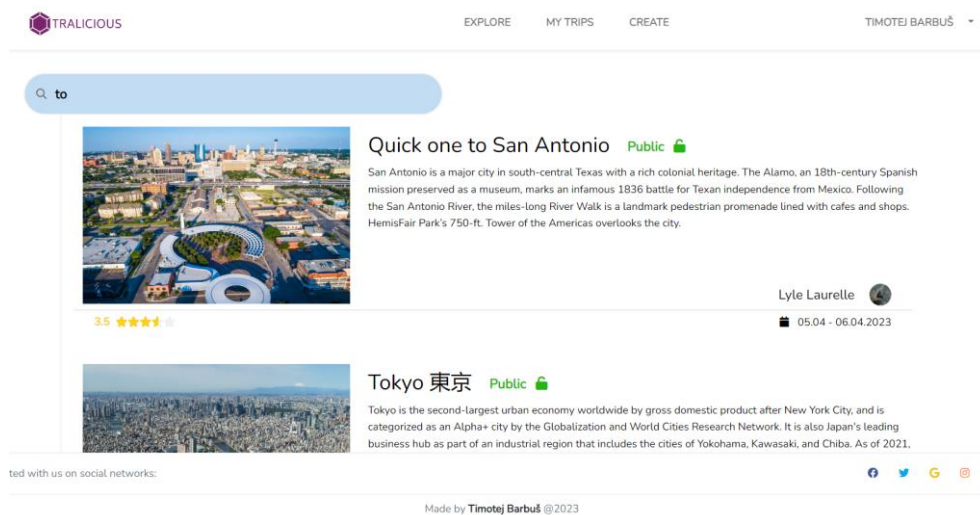 TRALICIOUS
EXPLORE MY TRIPS CREATE
TIMOTEJ BARBUŠ
to
Quick one to San Antonio Public
San Antonio is a major city in south-central Texas with a rich colonial heritage. The Alamo, an 18th-century Spanish
mission preserved as a museum, marks an infamous 1836 battle for Texan independence from Mexico. Following
the San Antonio River, the miles-long River Walk is a landmark pedestrian promenade lined with cafes and shops.
HemisFair Park's 750-ft. Tower of the Americas overlooks the city.
Lyle Laurelle
3.5
05.04 - 06.04.2023
Tokyo 東京 Public
Tokyo is the second-largest urban economy worldwide by gross domestic product after New York City, and is
categorized as an Alpha+ city by the Globalization and World Cities Research Network. It is also Japan's leading
business hub as part of an industrial region that includes the cities of Yokohama, Kawasaki, and Chiba. As of 2021,
ted with us on social networks:
Made by Timotej Barbuš @2023